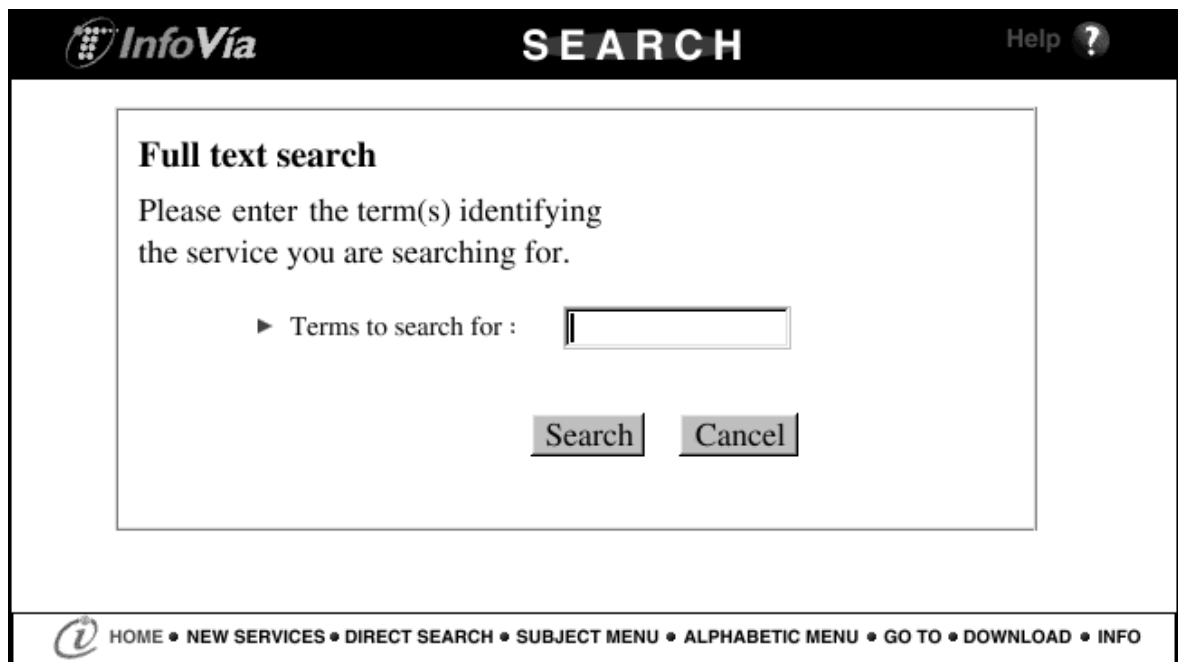 InfoVía SEARCH Help ?
Full text search
Please enter the term(s) identifying
the service you are searching for.
Terms to search for :
Search Cancel
i HOME • NEW SERVICES • DIRECT SEARCH • SUBJECT MENU • ALPHABETIC MENU • GO TO • DOWNLOAD • INFO